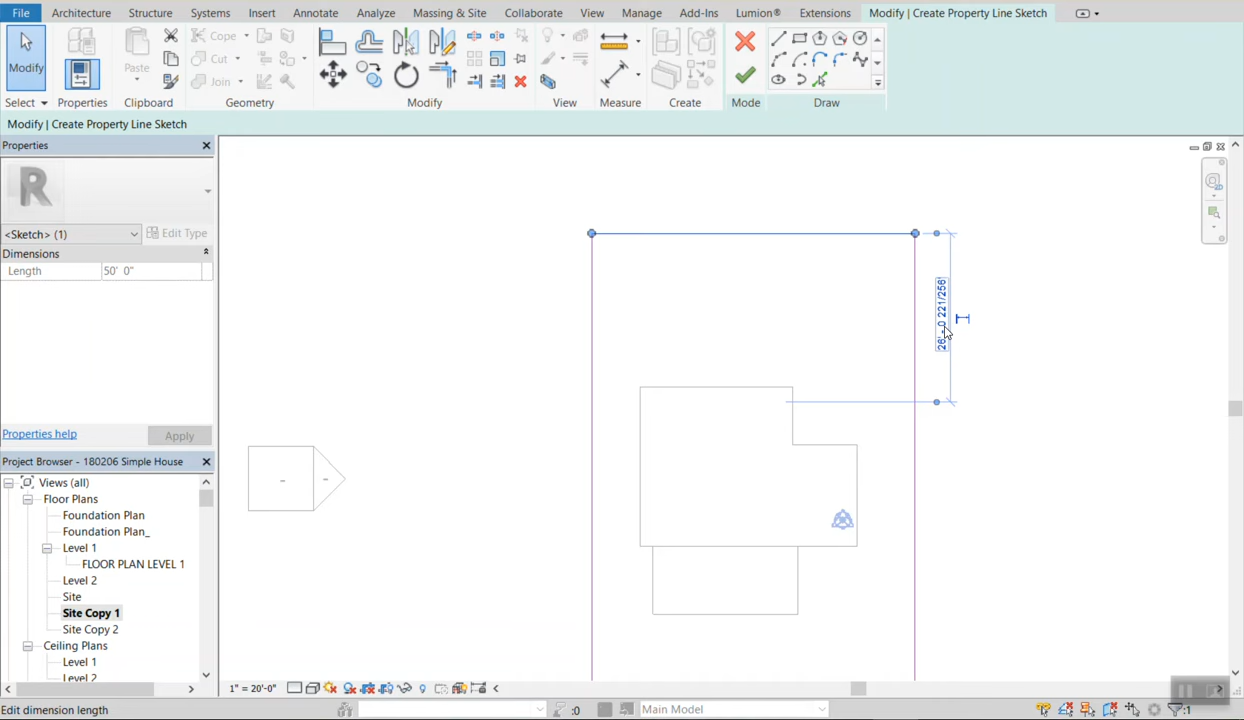 File Architecture Structure Systems Insert Annotate Analyze Massing & Site Collaborate View Manage Add-Ins Lumion® Extensions Modify | Create Property Line Sketch
Modify Paste Cope Cut Join
Select Properties Clipboard Geometry Modify View Measure Create Mode Draw
Modify | Create Property Line Sketch
Properties
R
<Sketch> (1) Edit Type
Dimensions
Length 50' 0"
Properties help Apply
Project Browser - 180206 Simple House
Views (all)
Floor Plans
Foundation Plan
Foundation Plan_
Level 1
FLOOR PLAN LEVEL 1
Level 2
Site
Site Copy 1
Site Copy 2
Ceiling Plans
Level 1
Level 2
1" = 20'-0"
Edit dimension length :0 Main Model :1